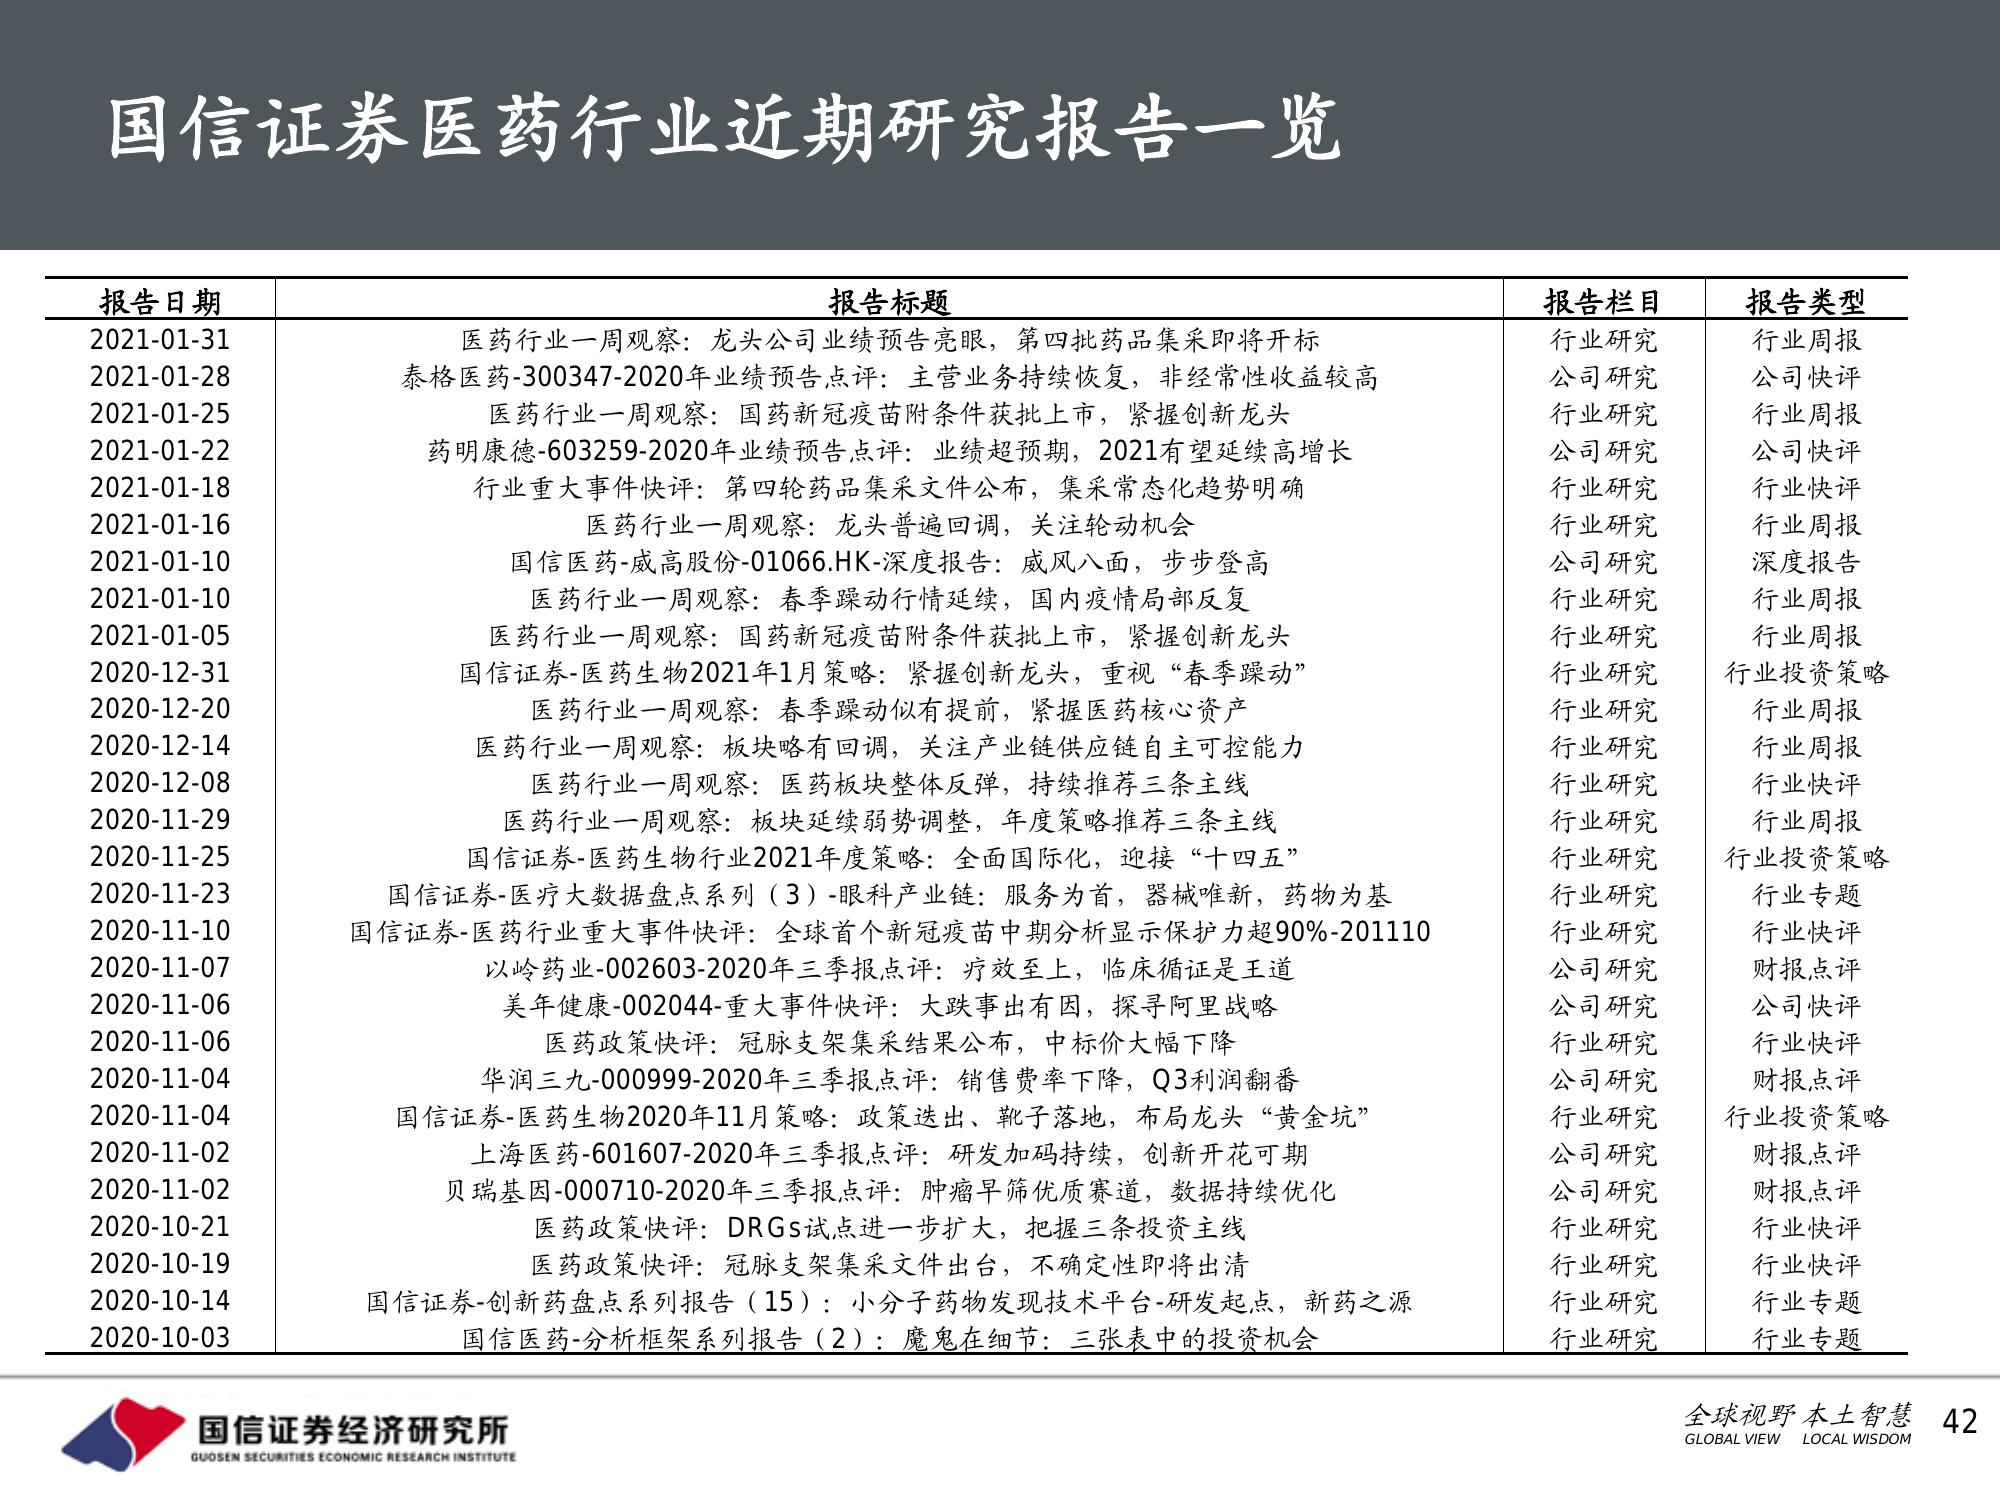 国信证券医药行业近期研究报告一览
报告日期 报告标题 报告栏目 报告类型
2021-01-31 医药行业一周观察：龙头公司业绩预告亮眼，第四批药品集采即将开标 行业研究 行业周报
2021-01-28 泰格医药-300347-2020年业绩预告点评：主营业务持续恢复，非经常性收益较高 公司研究 公司快评
2021-01-25 医药行业一周观察：国药新冠疫苗附条件获批上市，紧握创新龙头 行业研究 行业周报
2021-01-22 药明康德-603259-2020年业绩预告点评：业绩超预期，2021有望延续高增长 公司研究 公司快评
2021-01-18 行业重大事件快评：第四轮药品集采文件公布，集采常态化趋势明确 行业研究 行业快评
2021-01-16 医药行业一周观察：龙头普遍回调，关注轮动机会 行业研究 行业周报
2021-01-10 国信医药-威高股份-01066.HK-深度报告：威风八面，步步登高 公司研究 深度报告
2021-01-10 医药行业一周观察：春季躁动行情延续，国内疫情局部反复 行业研究 行业周报
2021-01-05 医药行业一周观察：国药新冠疫苗附条件获批上市，紧握创新龙头 行业研究 行业周报
2020-12-31 国信证券-医药生物2021年1月策略：紧握创新龙头，重视“春季躁动” 行业研究 行业投资策略
2020-12-20 医药行业一周观察：春季躁动似有提前，紧握医药核心资产 行业研究 行业周报
2020-12-14 医药行业一周观察：板块略有回调，关注产业链供应链自主可控能力 行业研究 行业周报
2020-12-08 医药行业一周观察：医药板块整体反弹，持续推荐三条主线 行业研究 行业快评
2020-11-29 医药行业一周观察：板块延续弱势调整，年度策略推荐三条主线 行业研究 行业周报
2020-11-25 国信证券-医药生物行业2021年度策略：全面国际化，迎接“十四五” 行业研究 行业投资策略
2020-11-23 国信证券-医疗大数据盘点系列（3）-眼科产业链：服务为首，器械唯新，药物为基 行业研究 行业专题
2020-11-10 国信证券-医药行业重大事件快评：全球首个新冠疫苗中期分析显示保护力超90%-201110 行业研究 行业快评
2020-11-07 以岭药业-002603-2020年三季报点评：疗效至上，临床循证是王道 公司研究 财报点评
2020-11-06 美年健康-002044-重大事件快评：大跌事出有因，探寻阿里战略 公司研究 公司快评
2020-11-06 医药政策快评：冠脉支架集采结果公布，中标价大幅下降 行业研究 行业快评
2020-11-04 华润三九-000999-2020年三季报点评：销售费率下降，Q3利润翻番 公司研究 财报点评
2020-11-04 国信证券-医药生物2020年11月策略：政策迭出、靴子落地，布局龙头“黄金坑” 行业研究 行业投资策略
2020-11-02 上海医药-601607-2020年三季报点评：研发加码持续，创新开花可期 公司研究 财报点评
2020-11-02 贝瑞基因-000710-2020年三季报点评：肿瘤早筛优质赛道，数据持续优化 公司研究 财报点评
2020-10-21 医药政策快评：DRGs试点进一步扩大，把握三条投资主线 行业研究 行业快评
2020-10-19 医药政策快评：冠脉支架集采文件出台，不确定性即将出清 行业研究 行业快评
2020-10-14 国信证券-创新药盘点系列报告（15）：小分子药物发现技术平台-研发起点，新药之源 行业研究 行业专题
2020-10-03 国信医药-分析框架系列报告（2）：魔鬼在细节：三张表中的投资机会 行业研究 行业专题
国信证券经济研究所
GUOSEN SECURITIES ECONOMIC RESEARCH INSTITUTE
全球视野 本土智慧
GLOBAL VIEW LOCAL WISDOM
42